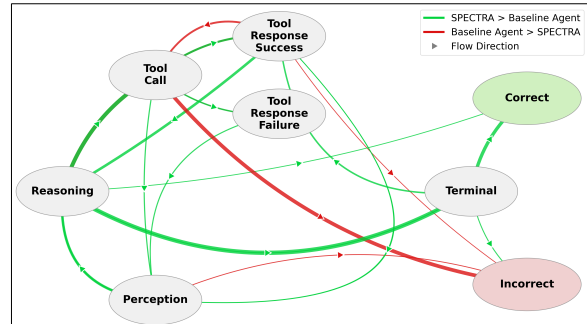 SPECTRA > Baseline Agent
Baseline Agent > SPECTRA
Flow Direction
Tool
Response
Success
Tool
Call
Tool
Response
Failure
Correct
Reasoning
Terminal
Perception
Incorrect